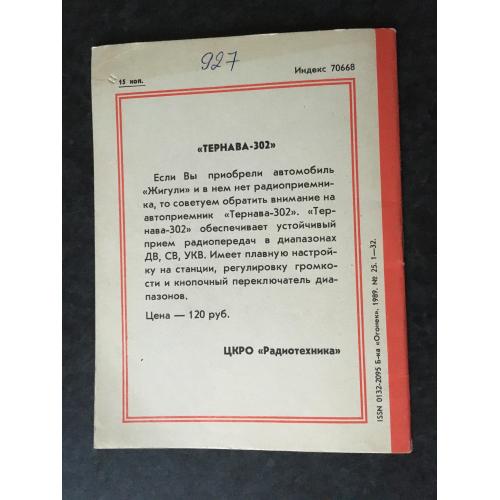 927
15 коп.
Индекс 70668
«ТЕРНАВА-302»
Если Вы приобрели автомобиль
«Жигули» и в нем нет радиоприемни-
ка, то советуем обратить внимание на
автоприемник «Тернава-302». «Тер-
нава-302» обеспечивает устойчивый
прием радиопередач в диапазонах
ДВ, СВ, УКВ. Имеет плавную настрой-
ку на станции, регулировку громко-
сти и кнопочный переключатель диа-
пазонов.
Цена — 120 руб.
ЦКРО «Радиотехника»
ISSN 0132-2095 Б-ка «Огонек». 1989. № 25. 1—32.